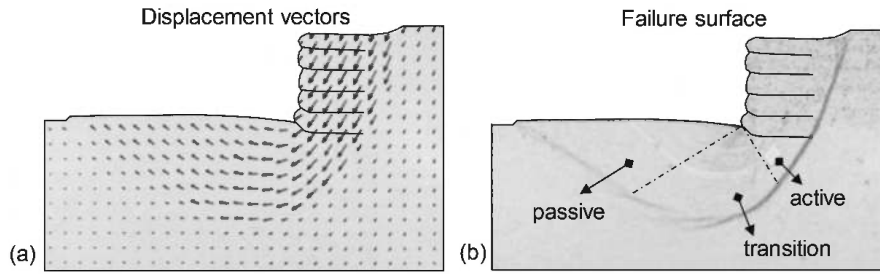 Displacement vectors
(a)
Failure surface
passive
active
transition
(b)